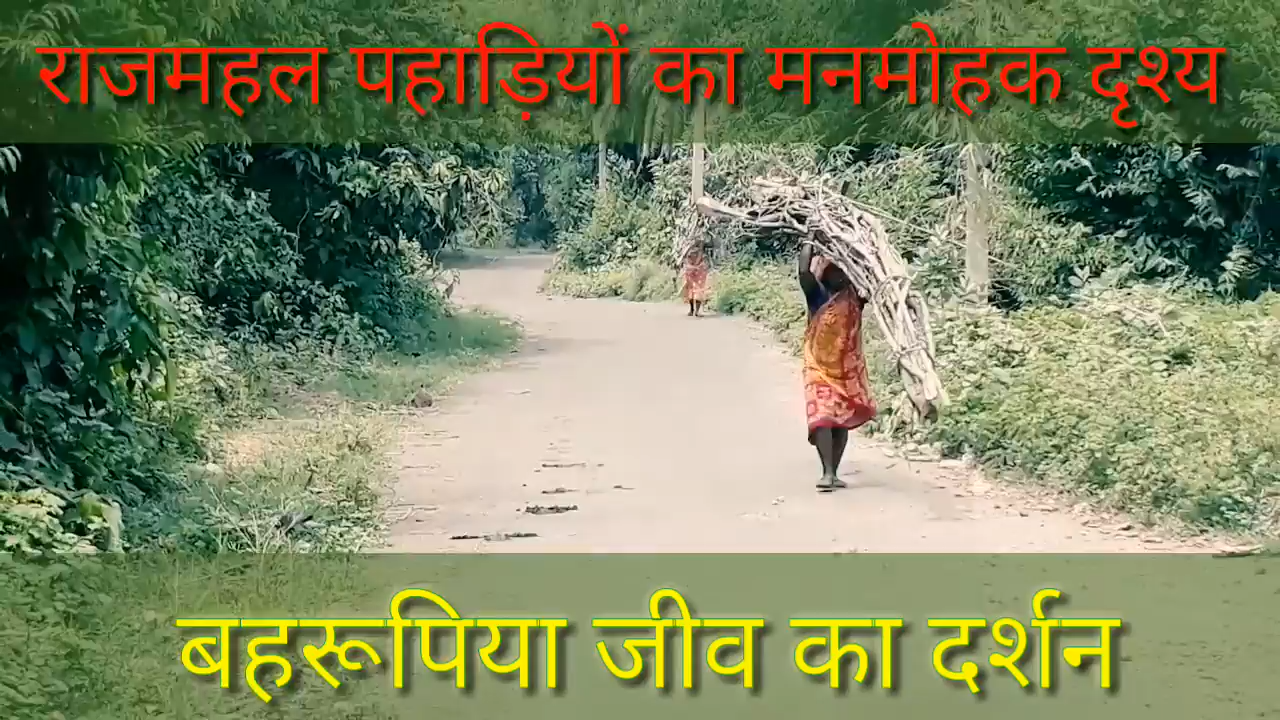 राजमहल पहाड़ियों का मनमोहक दृश्य
बहरूपिया जीव का दर्शन